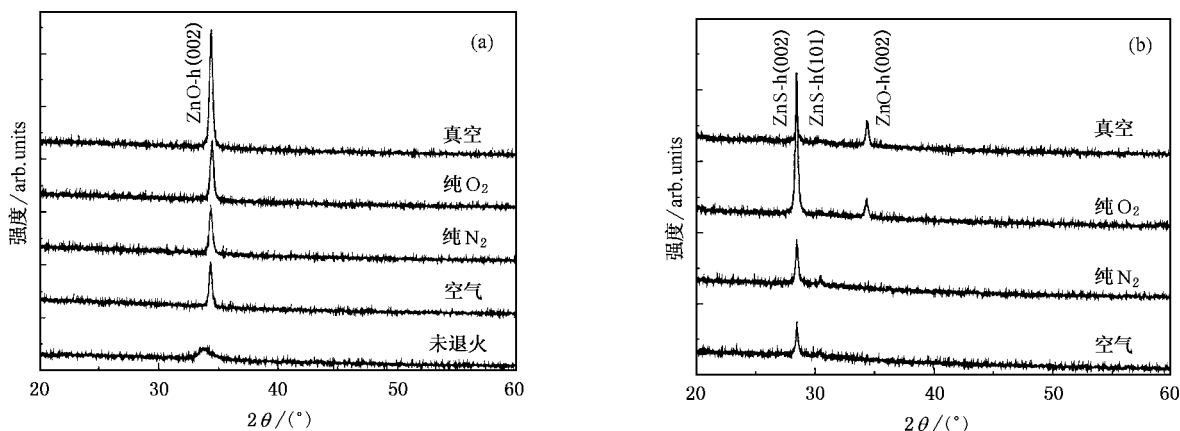 (a)
ZnO-h(002)
真空
纯O₂
纯N₂
空气
未退火
强度/arb.units
20 30 40 50 60
2θ/(°)
(b)
ZnS-h(002)
ZnS-h(101)
ZnO-h(002)
真空
纯O₂
纯N₂
空气
强度/arb.units
20 30 40 50 60
2θ/(°)